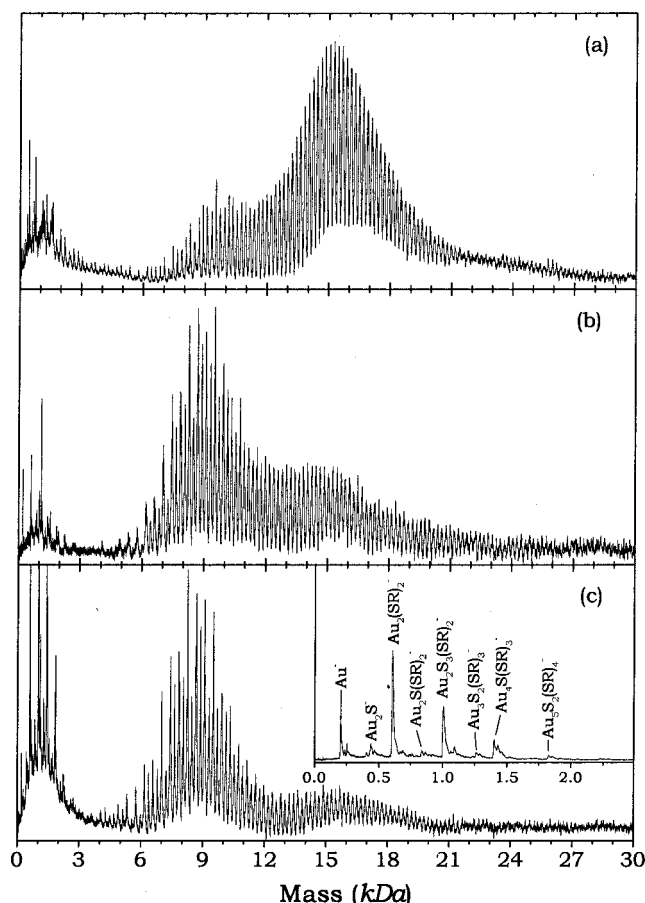 (a)
(b)
(c)
Au⁻
Au₂S⁻
Au₂(SR)₂⁻
Au₂S(SR)₂⁻
Au₂S₃(SR)₂⁻
Au₃S₂(SR)₃⁻
Au₄S(SR)₃⁻
Au₅S₂(SR)₄⁻
0.0 0.5 1.0 1.5 2.0
0 3 6 9 12 15 18 21 24 27 30
Mass (kDa)